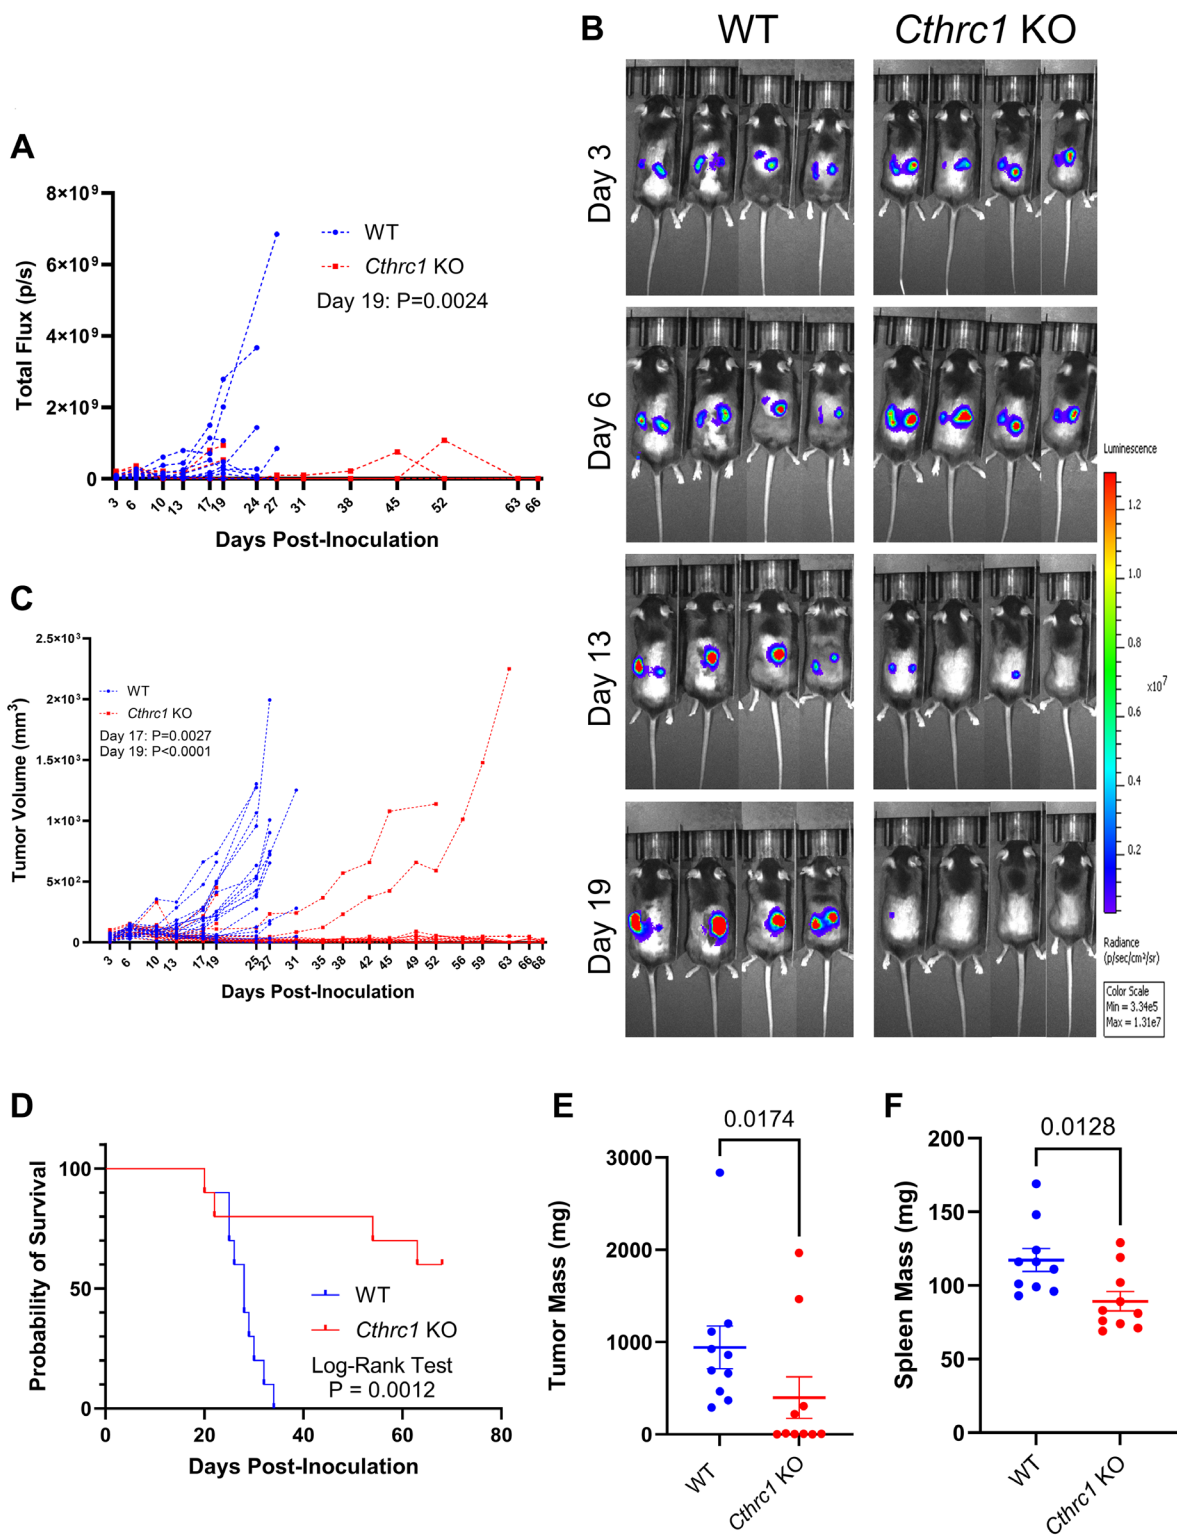 A
8×10⁹
6×10⁹
4×10⁹
2×10⁹
0
Total Flux (p/s)
WT
Cthrc1 KO
Day 19: P=0.0024
3 6 10 13 17 19 24 27 31 38 45 52 63 66
Days Post-Inoculation
B
WT
Cthrc1 KO
Day 3
Day 6
Day 13
Day 19
Luminescence
1.2
1.0
0.8
x10⁷
0.6
0.4
0.2
Radiance
(p/sec/cm²/sr)
Color Scale
Min = 3.34e5
Max = 1.31e7
C
2.5×10³
2×10³
1.5×10³
1×10³
5×10²
0
Tumor Volume (mm³)
WT
Cthrc1 KO
Day 17: P=0.0027
Day 19: P<0.0001
3 6 10 13 17 19 25 27 31 35 38 42 45 49 52 56 59 63 66 68
Days Post-Inoculation
D
100
50
0
Probability of Survival
WT
Cthrc1 KO
Log-Rank Test
P = 0.0012
0 20 40 60 80
Days Post-Inoculation
E
0.0174
3000
2000
1000
0
Tumor Mass (mg)
WT
Cthrc1 KO
F
0.0128
200
150
100
50
0
Spleen Mass (mg)
WT
Cthrc1 KO